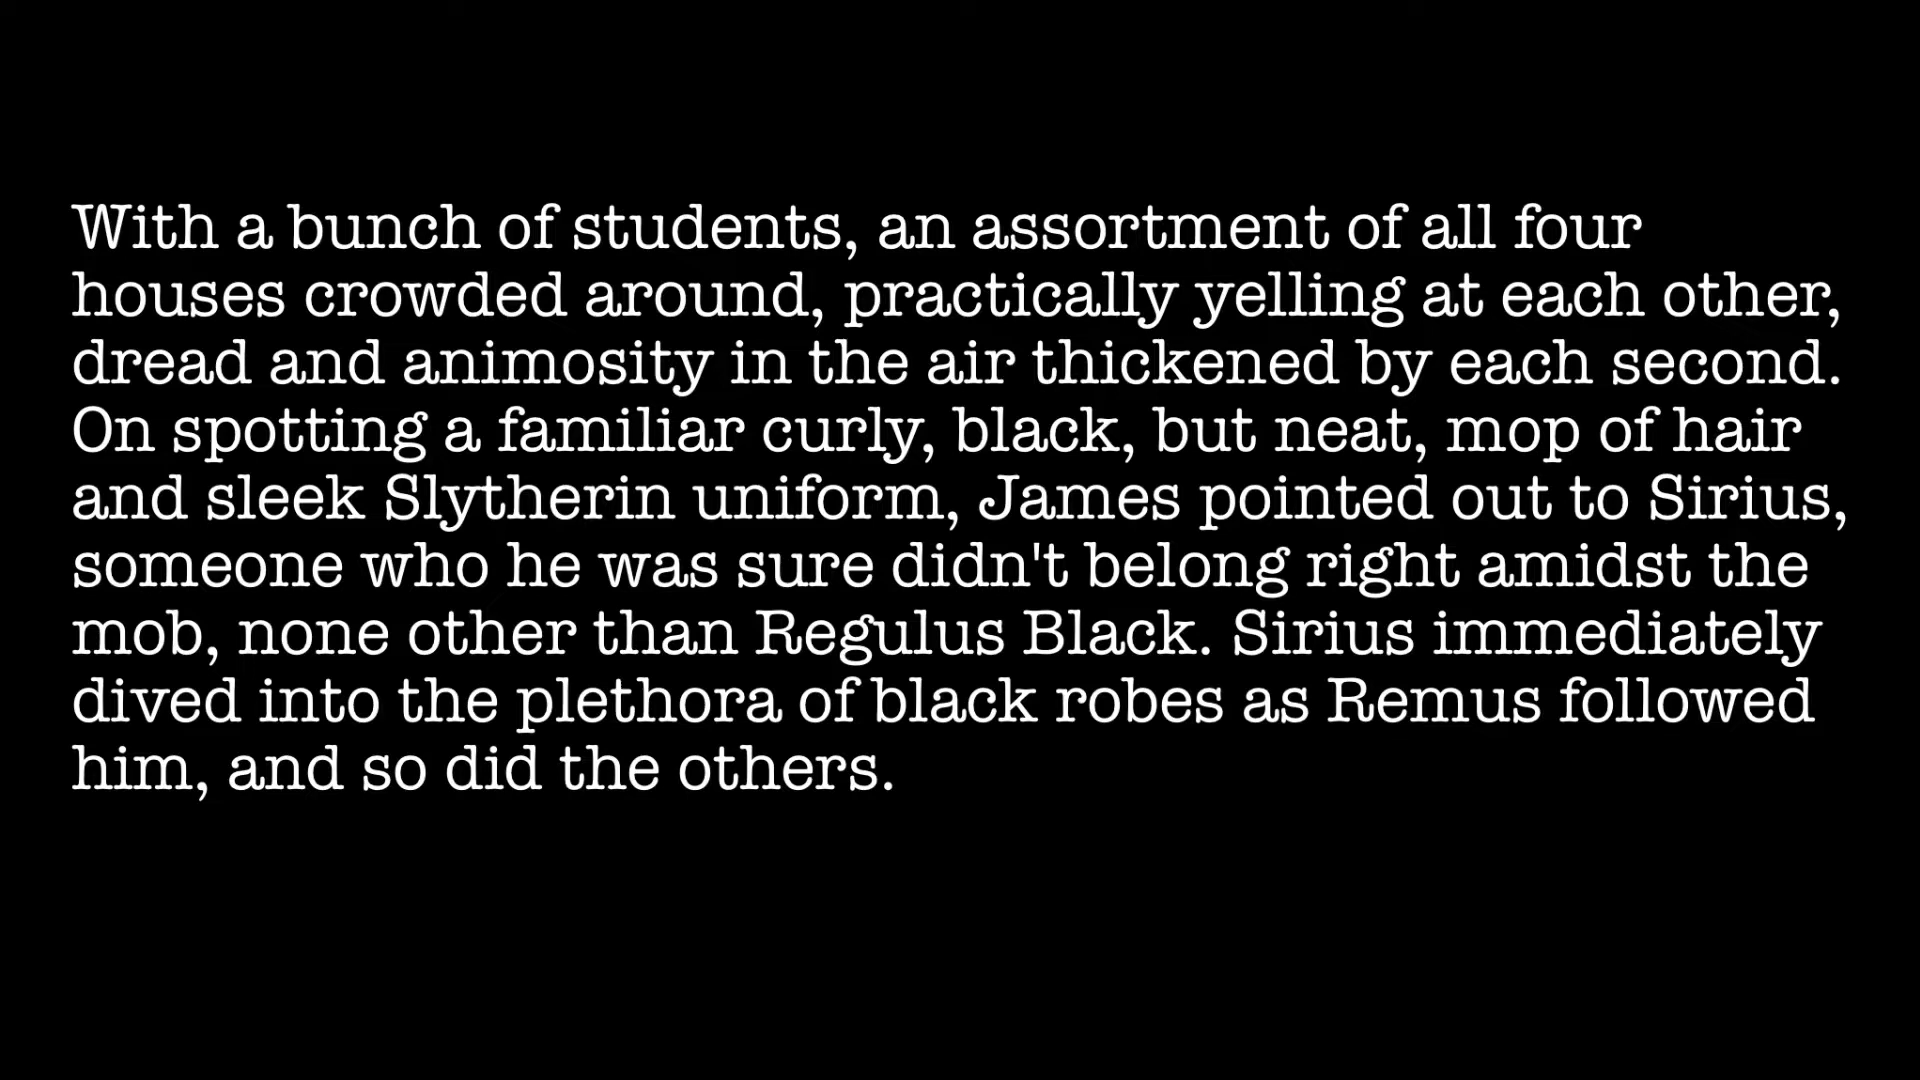 With a bunch of students, an assortment of all four
houses crowded around, practically yelling at each other,
dread and animosity in the air thickened by each second.
On spotting a familiar curly, black, but neat, mop of hair
and sleek Slytherin uniform, James pointed out to Sirius,
someone who he was sure didn't belong right amidst the
mob, none other than Regulus Black. Sirius immediately
dived into the plethora of black robes as Remus followed
him, and so did the others.